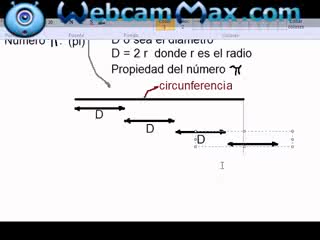 WebcamMax.com
Número π. (pi)
D o sea el diámetro
D = 2 r donde r es el radio
Propiedad del número π
circunferencia
D
D
D